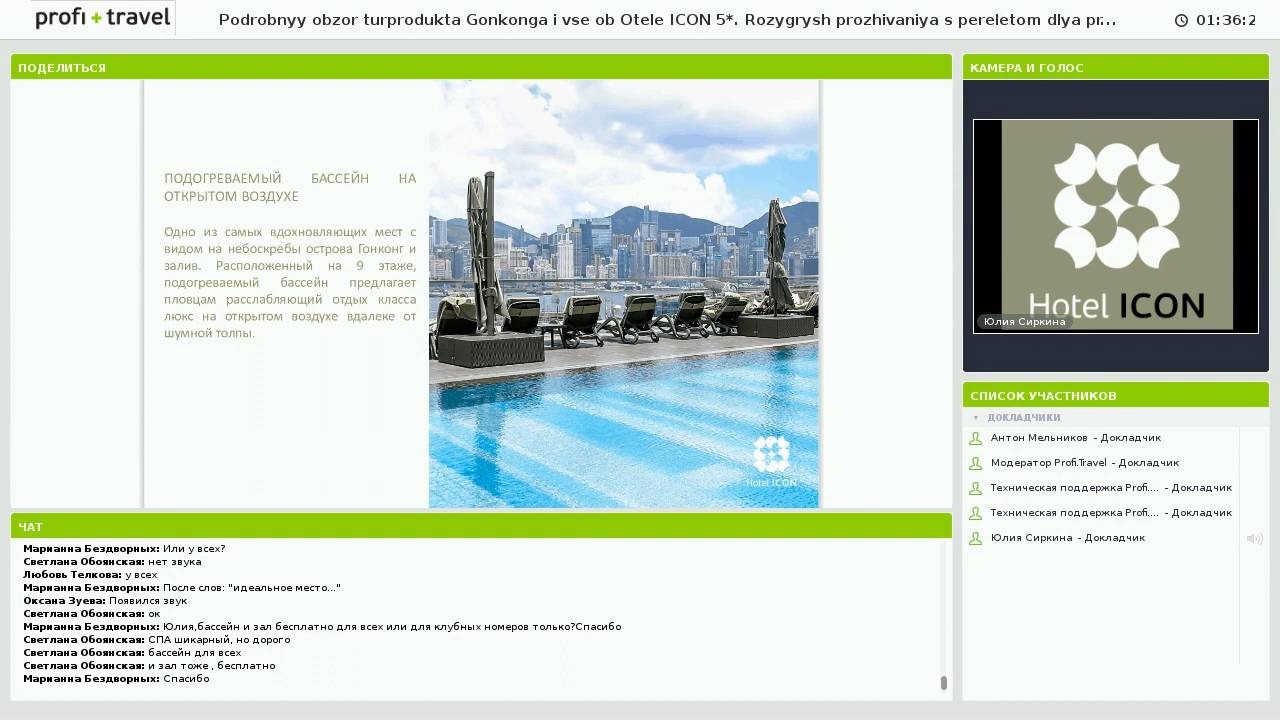 profi + travel
Podrobnyy obzor turprodukta Gonkonga i vse ob Otele ICON 5*. Rozygrysh prozhivaniya s pereletom dlya pr...
01:36:2
ПОДЕЛИТЬСЯ
ПОДОГРЕВАЕМЫЙ БАССЕЙН НА
ОТКРЫТОМ ВОЗДУХЕ
Одно из самых вдохновляющих мест с
видом на небоскребы острова Гонконг и
залив. Расположенный на 9 этаже,
подогреваемый бассейн предлагает
пловцам расслабляющий отдых класса
люкс на открытом воздухе вдалеке от
шумной толпы.
Hotel ICON
КАМЕРА И ГОЛОС
Hotel ICON
Юлия Сиркина
СПИСОК УЧАСТНИКОВ
ДОКЛАДЧИКИ
Антон Мельников - Докладчик
Модератор Profi.Travel - Докладчик
Техническая поддержка Profi.... - Докладчик
Техническая поддержка Profi.... - Докладчик
Юлия Сиркина - Докладчик
ЧАТ
Марианна Бездворных: Или у всех?
Светлана Обоянская: нет звука
Любовь Телкова: у всех
Марианна Бездворных: После слов: "идеальное место..."
Оксана Зуева: Появился звук
Светлана Обоянская: ок
Марианна Бездворных: Юлия,бассейн и зал бесплатно для всех или для клубных номеров только?Спасибо
Светлана Обоянская: СПА шикарный, но дорого
Светлана Обоянская: бассейн для всех
Светлана Обоянская: и зал тоже , бесплатно
Марианна Бездворных: Спасибо